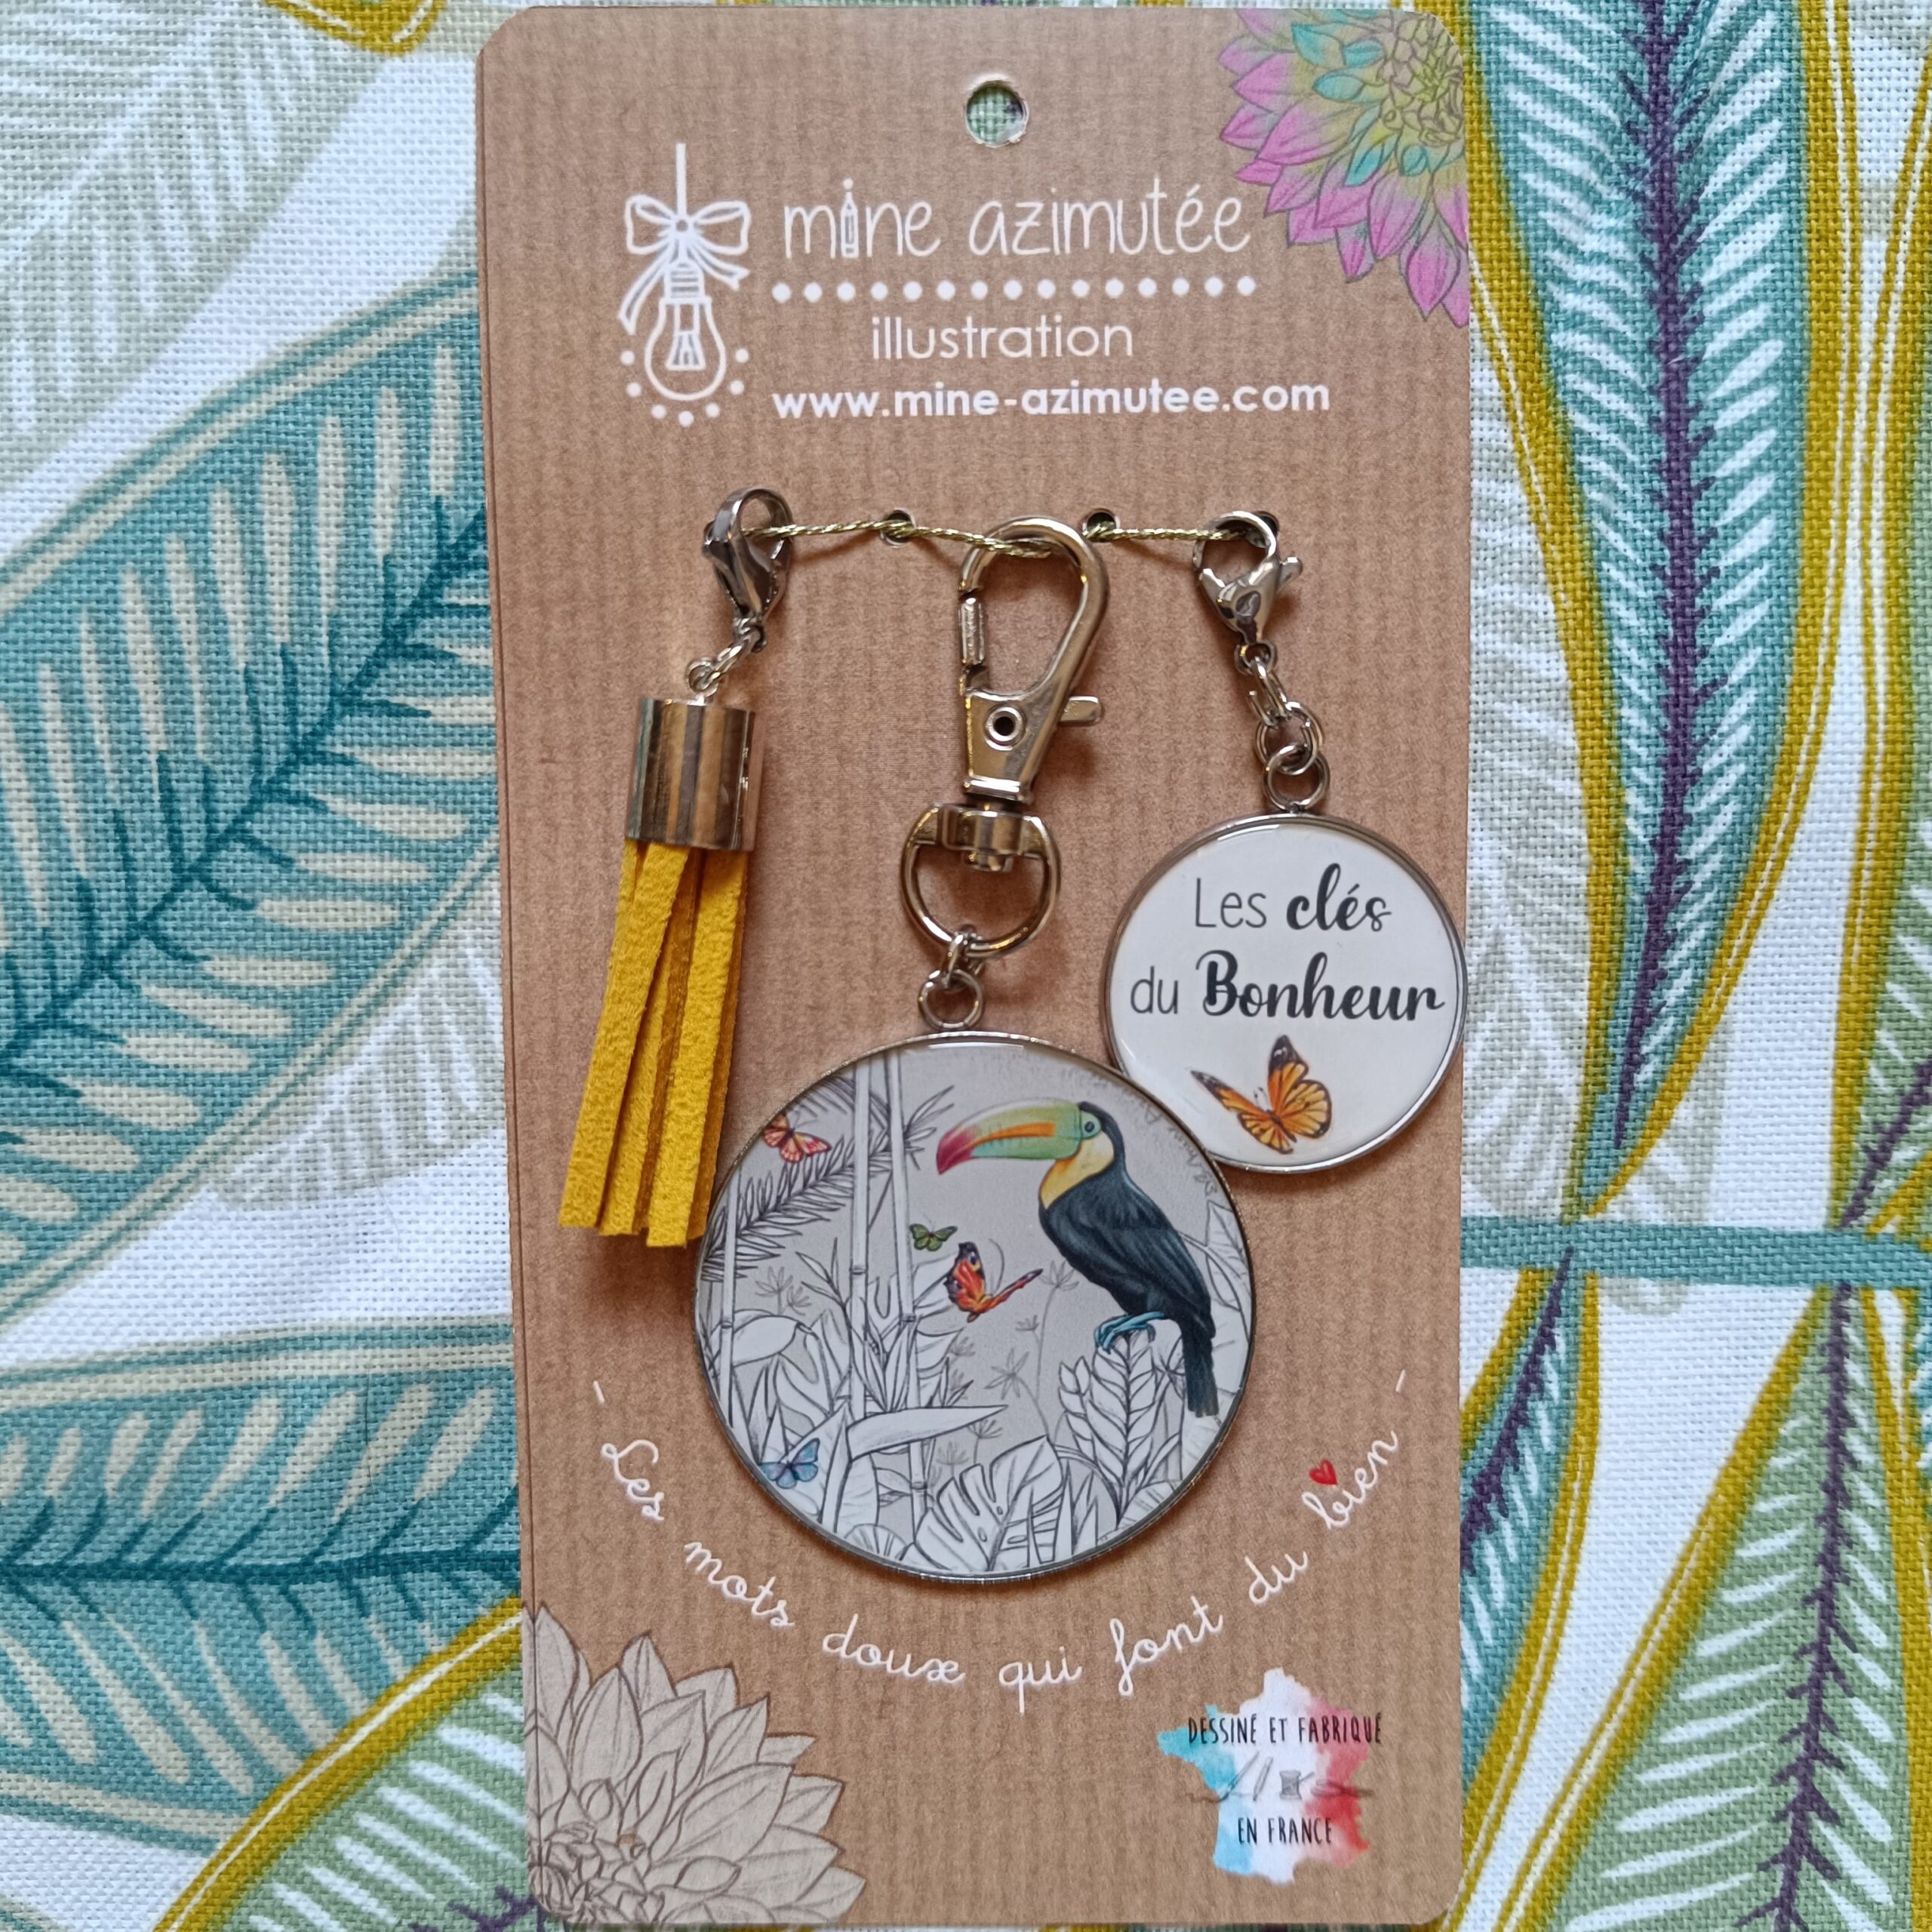 mine azimutée
illustration
www.mine-azimutee.com
Les clés
du Bonheur
- Les mots doux qui font du bien -
DESSINÉ ET FABRIQUÉ
EN FRANCE